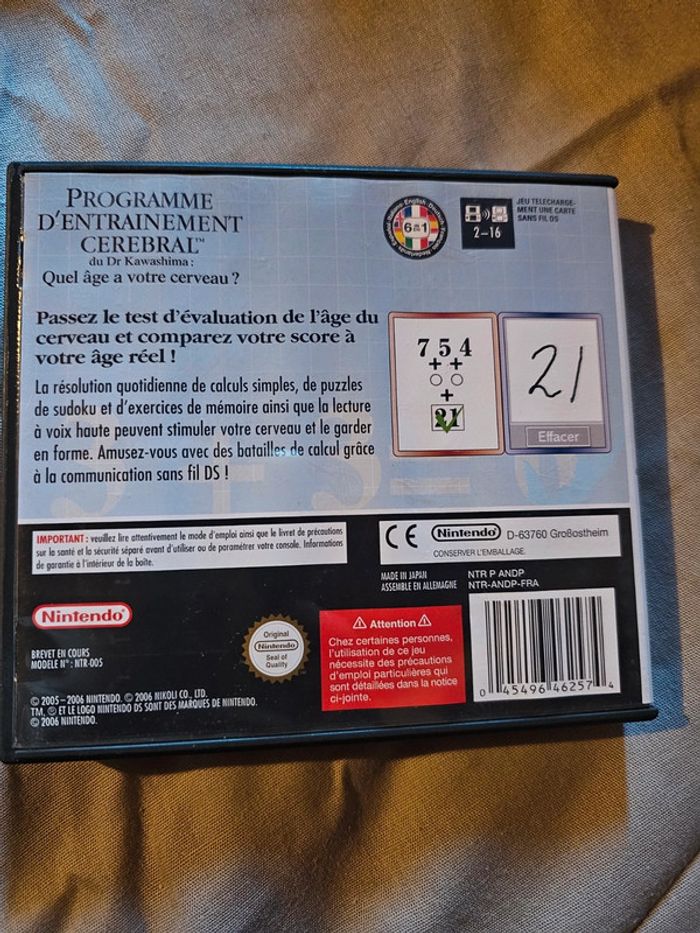 PROGRAMME
D'ENTRAINEMENT
CEREBRAL™
du Dr Kawashima :
Quel âge a votre cerveau ?
Italiano English Deutsch Français Nederlands Español
6 en 1
2-16
JEU TELECHARGE-
MENT UNE CARTE
SANS FIL DS
Passez le test d'évaluation de l'âge du
cerveau et comparez votre score à
votre âge réel !
La résolution quotidienne de calculs simples, de puzzles
de sudoku et d'exercices de mémoire ainsi que la lecture
à voix haute peuvent stimuler votre cerveau et le garder
en forme. Amusez-vous avec des batailles de calcul grâce
à la communication sans fil DS !
7 5 4
+ +
+
21
21
Effacer
IMPORTANT : veuillez lire attentivement le mode d'emploi ainsi que le livret de précautions
sur la santé et la sécurité séparé avant d'utiliser ou de paramétrer votre console. Informations
de garantie à l'intérieur de la boîte.
CE Nintendo D-63760 Großostheim
CONSERVER L'EMBALLAGE.
MADE IN JAPAN
ASSEMBLE EN ALLEMAGNE
NTR P ANDP
NTR-ANDP-FRA
Nintendo®
BREVET EN COURS
MODELE N° : NTR-005
Original
Nintendo
Seal of
Quality
⚠ Attention ⚠
Chez certaines personnes,
l'utilisation de ce jeu
nécessite des précautions
d'emploi particulières qui
sont détaillées dans la notice
ci-jointe.
0 45496 46257 4
© 2005-2006 NINTENDO. © 2006 NIKOLI CO. LTD.
TM, ® ET LE LOGO NINTENDO DS SONT DES MARQUES DE NINTENDO.
© 2006 NINTENDO.